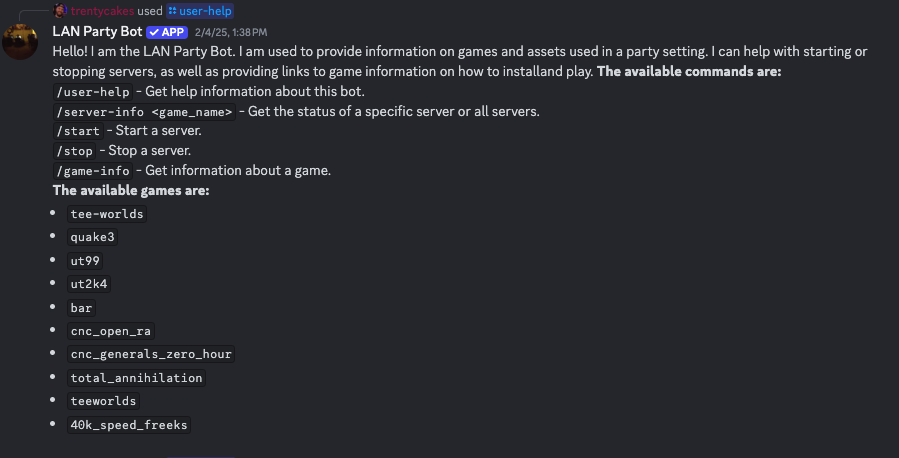 trentycakes used user-help
LAN Party Bot APP 2/4/25, 1:38 PM
Hello! I am the LAN Party Bot. I am used to provide information on games and assets used in a party setting. I can help with starting or
stopping servers, as well as providing links to game information on how to installand play. The available commands are:
/user-help - Get help information about this bot.
/server-info <game_name> - Get the status of a specific server or all servers.
/start - Start a server.
/stop - Stop a server.
/game-info - Get information about a game.
The available games are:
• tee-worlds
• quake3
• ut99
• ut2k4
• bar
• cnc_open_ra
• cnc_generals_zero_hour
• total_annihilation
• teeworlds
• 40k_speed_freeks